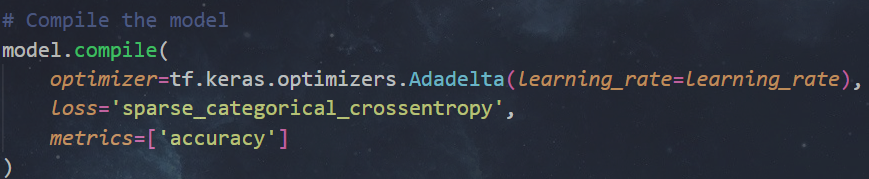 # Compile the model
model.compile(
    optimizer=tf.keras.optimizers.Adadelta(learning_rate=learning_rate),
    loss='sparse_categorical_crossentropy',
    metrics=['accuracy']
)